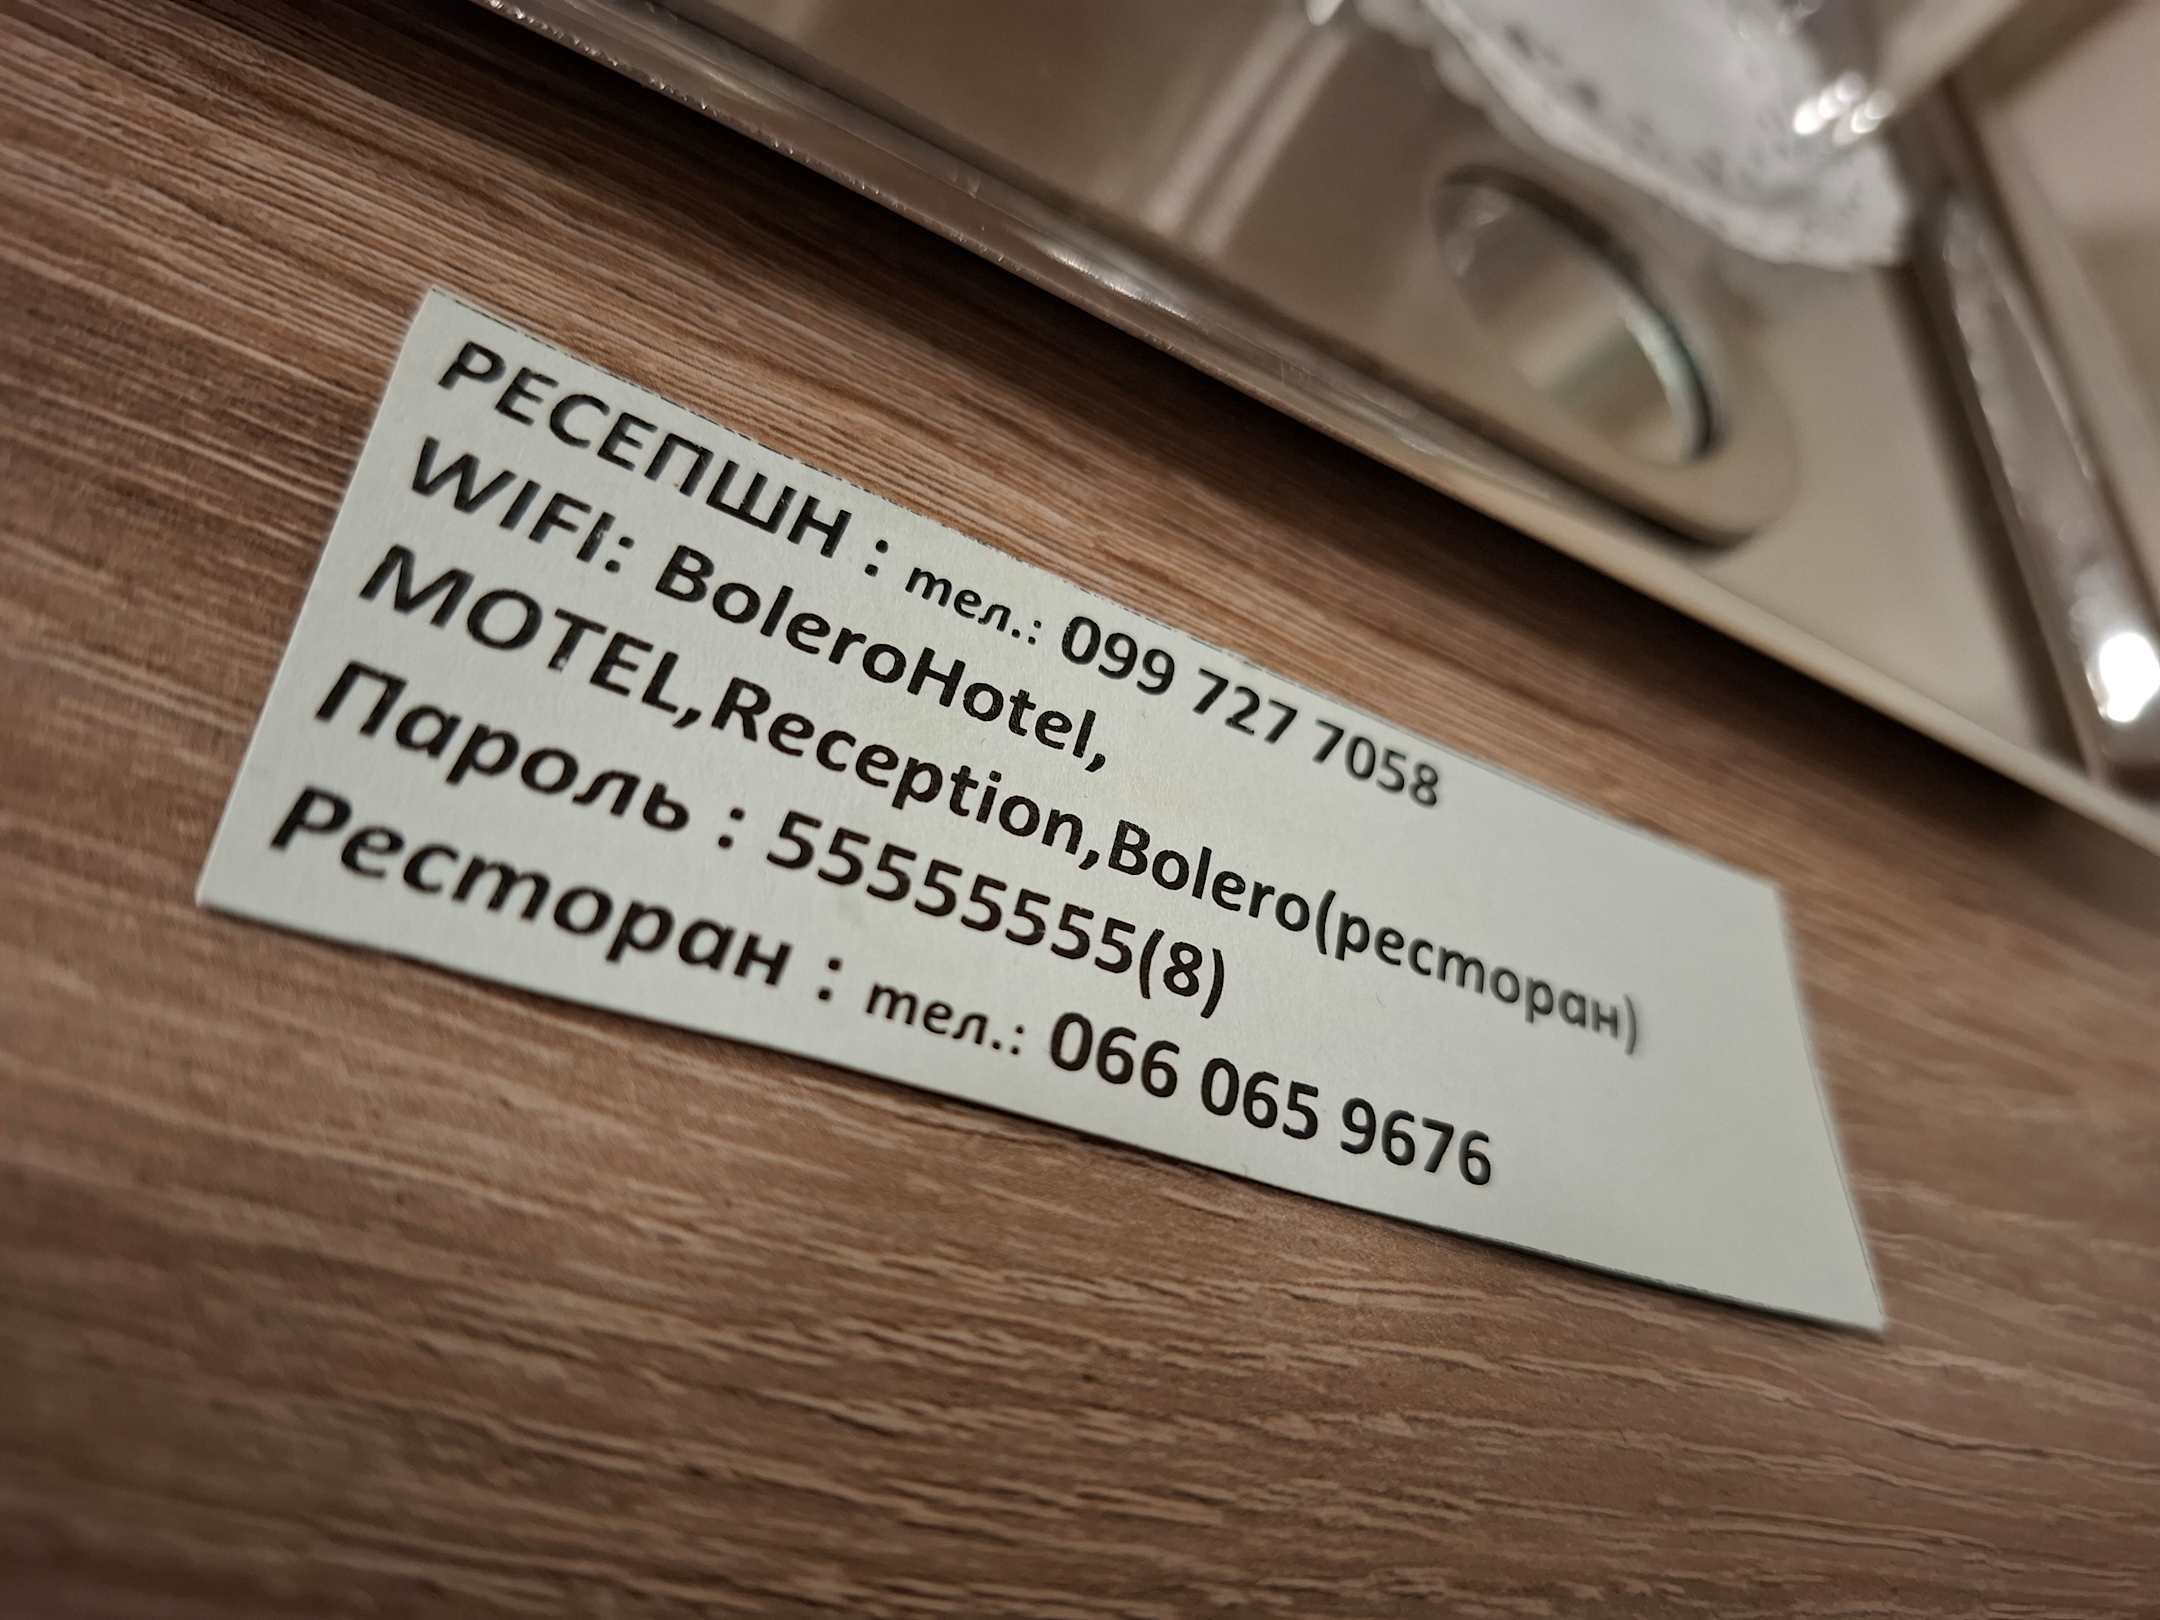 РЕСЕПШН : тел.: 099 727 7058
WIFI: BoleroHotel,
MOTEL,Reception,Bolero(ресторан)
Пароль : 55555555(8)
Ресторан : тел.: 066 065 9676